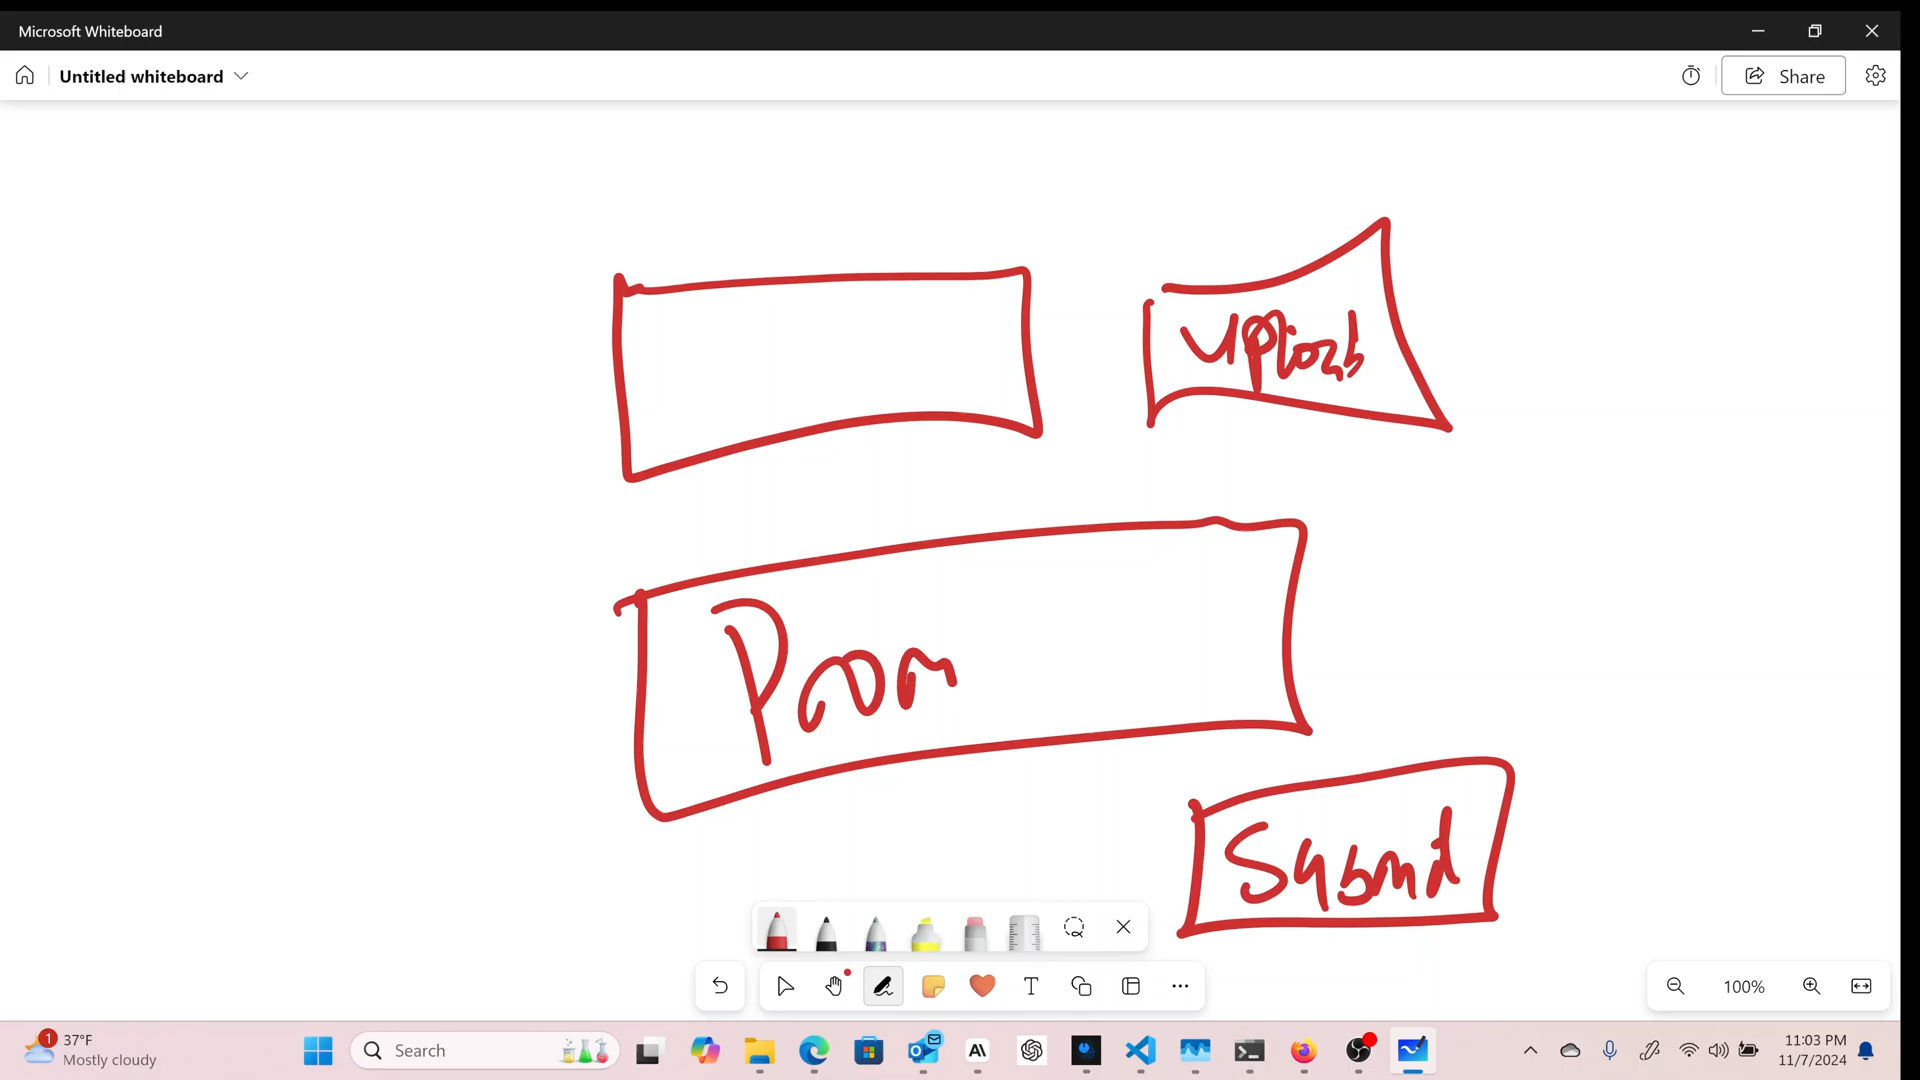 Microsoft Whiteboard
Untitled whiteboard
Share
Upload
Prom
Submit
100%
1
37°F
Mostly cloudy
Search
11:03 PM
11/7/2024